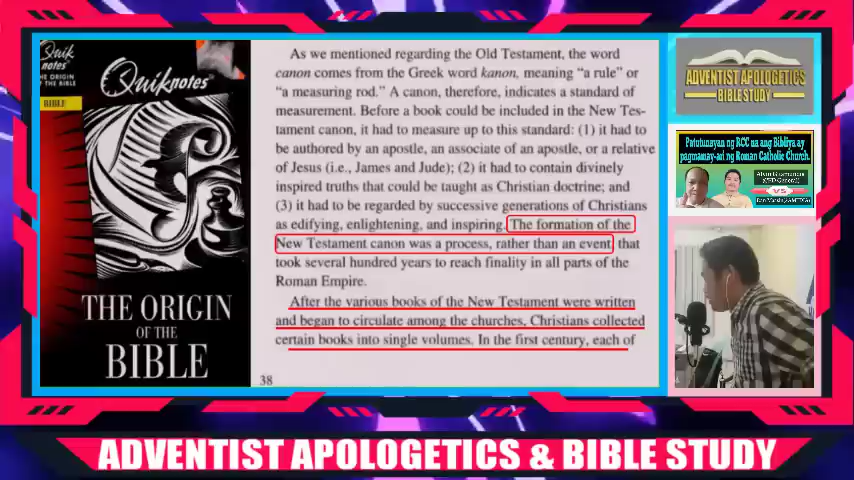 Quik
notes
THE ORIGIN
OF THE BIBLE
BIBLE
Quiknotes
THE ORIGIN
OF THE
BIBLE
As we mentioned regarding the Old Testament, the word
canon comes from the Greek word kanon, meaning “a rule” or
“a measuring rod.” A canon, therefore, indicates a standard of
measurement. Before a book could be included in the New Tes-
tament canon, it had to measure up to this standard: (1) it had to
be authored by an apostle, an associate of an apostle, or a relative
of Jesus (i.e., James and Jude); (2) it had to contain divinely
inspired truths that could be taught as Christian doctrine; and
(3) it had to be regarded by successive generations of Christians
as edifying, enlightening, and inspiring. The formation of the
New Testament canon was a process, rather than an event, that
took several hundred years to reach finality in all parts of the
Roman Empire.
After the various books of the New Testament were written
and began to circulate among the churches, Christians collected
certain books into single volumes. In the first century, each of
38
ADVENTIST APOLOGETICS
BIBLE STUDY
Patutunayan ng RCC na ang Bibliya ay
pagmamay-ari ng Roman Catholic Church.
VS
ADVENTIST APOLOGETICS & BIBLE STUDY